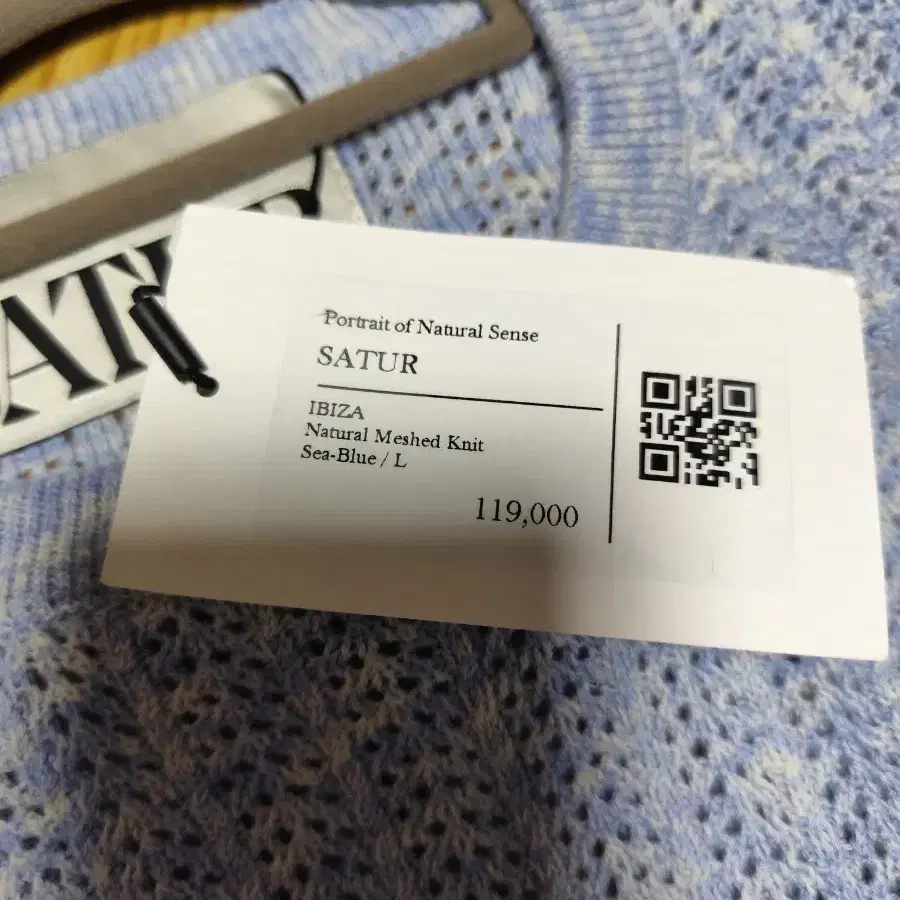 Portrait of Natural Sense
SATUR
IBIZA
Natural Meshed Knit
Sea-Blue / L
119,000